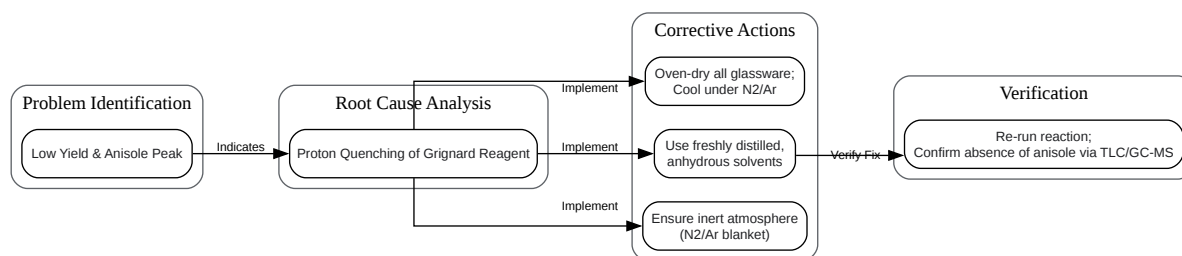 Problem Identification
Low Yield & Anisole Peak
Indicates
Root Cause Analysis
Proton Quenching of Grignard Reagent
Implement
Implement
Implement
Corrective Actions
Oven-dry all glassware;
Cool under N2/Ar
Use freshly distilled,
anhydrous solvents
Ensure inert atmosphere
(N2/Ar blanket)
Verify Fix
Verification
Re-run reaction;
Confirm absence of anisole via TLC/GC-MS